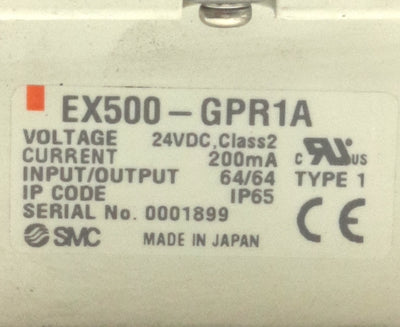 EX500-GPR1A
VOLTAGE 24VDC, Class2
CURRENT 200mA
INPUT/OUTPUT 64/64
IP CODE IP65
SERIAL No. 0001899
SMC MADE IN JAPAN
c RU US
TYPE 1
CE